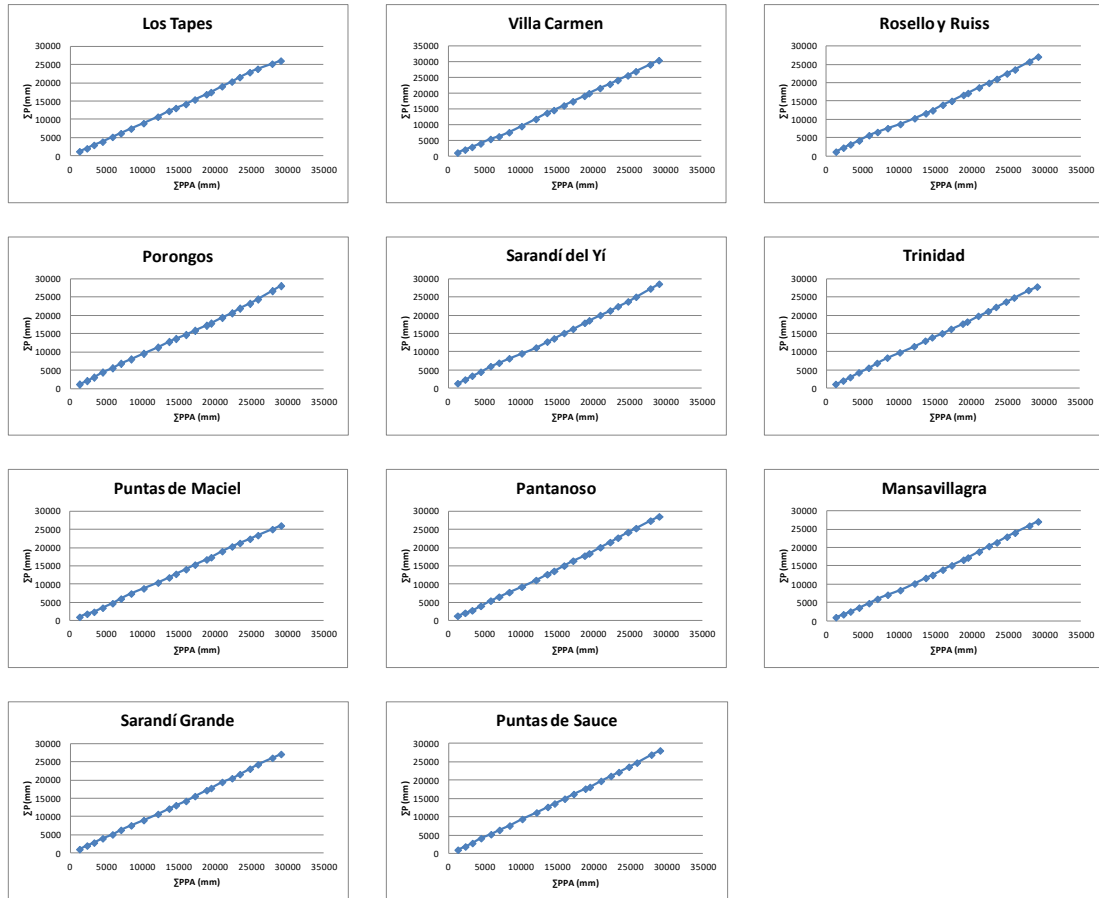 Los Tapes
30000
25000
20000
15000
10000
5000
0
∑P (mm)
0 5000 10000 15000 20000 25000 30000 35000
∑PPA (mm)
Villa Carmen
35000
30000
25000
20000
15000
10000
5000
0
∑P (mm)
0 5000 10000 15000 20000 25000 30000 35000
∑PPA (mm)
Rosello y Ruiss
30000
25000
20000
15000
10000
5000
0
∑P (mm)
0 5000 10000 15000 20000 25000 30000 35000
∑PPA (mm)
Porongos
30000
25000
20000
15000
10000
5000
0
∑P (mm)
0 5000 10000 15000 20000 25000 30000 35000
∑PPA (mm)
Sarandí del Yí
30000
25000
20000
15000
10000
5000
0
∑P (mm)
0 5000 10000 15000 20000 25000 30000 35000
∑PPA (mm)
Trinidad
30000
25000
20000
15000
10000
5000
0
∑P (mm)
0 5000 10000 15000 20000 25000 30000 35000
∑PPA (mm)
Puntas de Maciel
30000
25000
20000
15000
10000
5000
0
∑P (mm)
0 5000 10000 15000 20000 25000 30000 35000
∑PPA (mm)
Pantanoso
30000
25000
20000
15000
10000
5000
0
∑P (mm)
0 5000 10000 15000 20000 25000 30000 35000
∑PPA (mm)
Mansavillagra
30000
25000
20000
15000
10000
5000
0
∑P (mm)
0 5000 10000 15000 20000 25000 30000 35000
∑PPA (mm)
Sarandí Grande
30000
25000
20000
15000
10000
5000
0
∑P (mm)
0 5000 10000 15000 20000 25000 30000 35000
∑PPA (mm)
Puntas de Sauce
30000
25000
20000
15000
10000
5000
0
∑P (mm)
0 5000 10000 15000 20000 25000 30000 35000
∑PPA (mm)